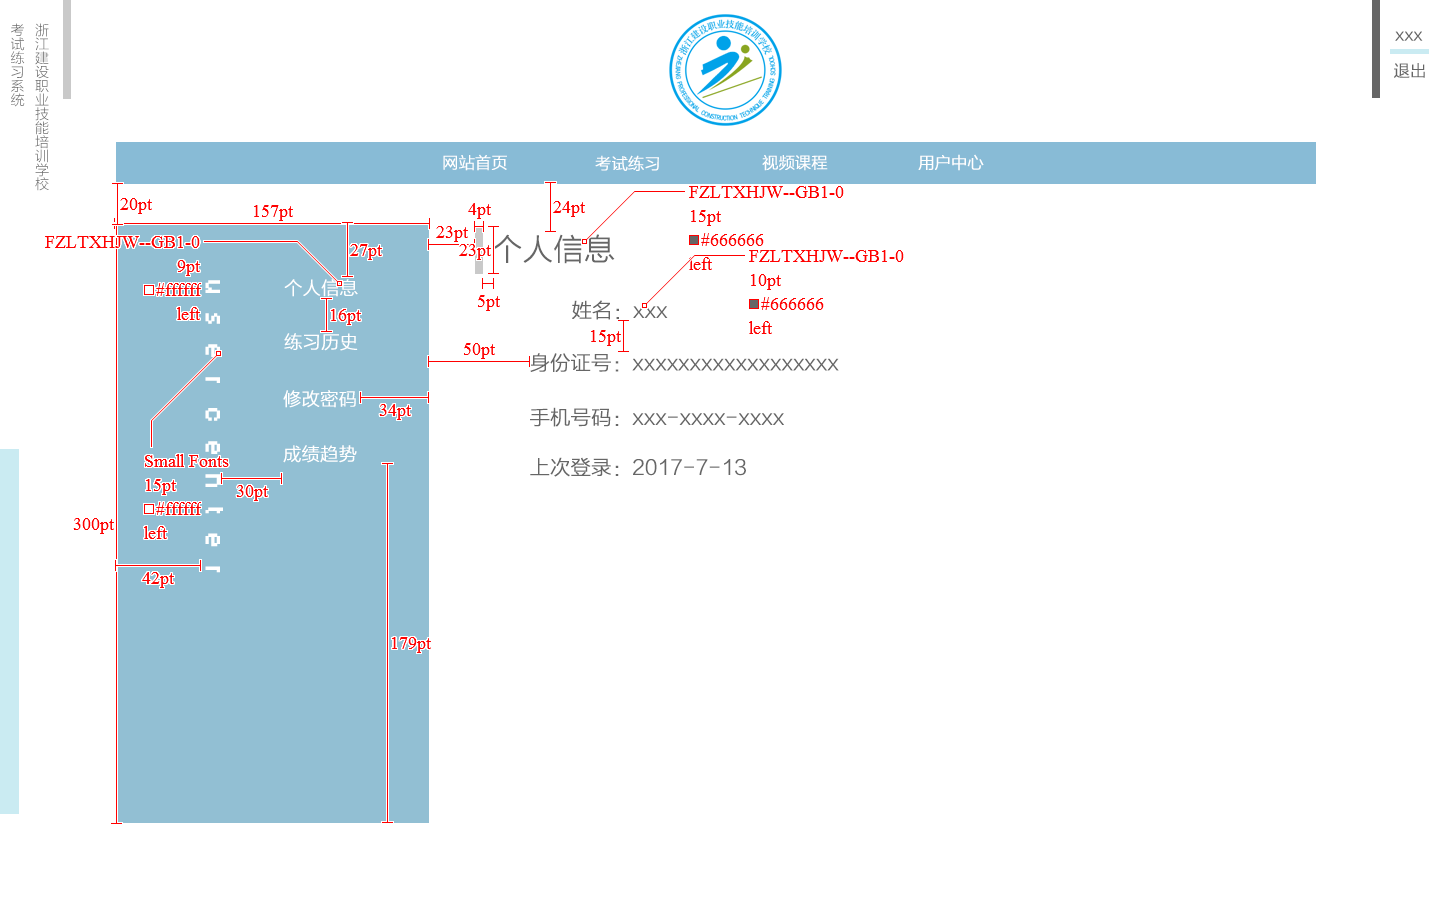 浙江建设职业技能培训学校
考试练习系统
浙江建设职业技能培训学校
ZHEJIANG PROFESSIONAL CONSTRUCTION TECHNIQUE TRAINING SCHOOL
xxx
退出
网站首页 考试练习 视频课程 用户中心
20pt
157pt
4pt
24pt
FZLTXHJW--GB1-0
15pt
#666666
left
FZLTXHJW--GB1-0
9pt
#ffffff
left
27pt
23pt
23pt
5pt
个人信息
FZLTXHJW--GB1-0
10pt
#666666
left
个人信息
16pt
练习历史
修改密码
34pt
成绩趋势
user center
Small Fonts
15pt
#ffffff
left
30pt
300pt
42pt
179pt
50pt
姓名：xxx
15pt
身份证号：xxxxxxxxxxxxxxxxxx
手机号码：xxx-xxxx-xxxx
上次登录：2017-7-13